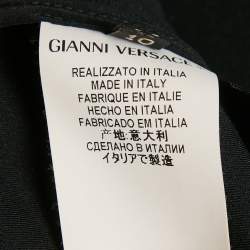 40
GIANNI VERSACE
REALIZZATO IN ITALIA
MADE IN ITALY
FABRIQUE EN ITALIE
HECHO EN ITALIA
FABRICADO EM ITALIA
产地:意大利
СДЕЛАНО В ИТАЛИИ
イタリアで製造